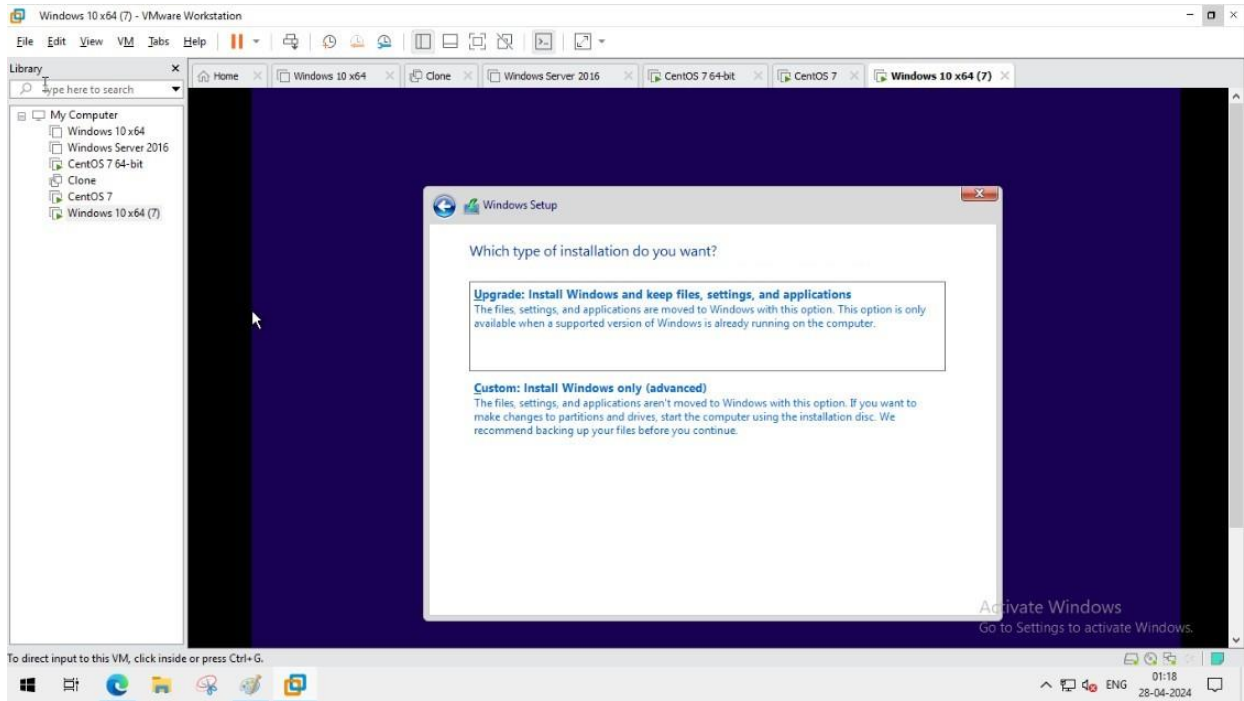 Windows 10 x64 (7) - VMware Workstation
File Edit View VM Tabs Help
Library
Type here to search
My Computer
Windows 10 x64
Windows Server 2016
CentOS 7 64-bit
Clone
CentOS 7
Windows 10 x64 (7)
Home
Windows 10 x64
Clone
Windows Server 2016
CentOS 7 64-bit
CentOS 7
Windows 10 x64 (7)
Windows Setup
Which type of installation do you want?
Upgrade: Install Windows and keep files, settings, and applications
The files, settings, and applications are moved to Windows with this option. This option is only
available when a supported version of Windows is already running on the computer.
Custom: Install Windows only (advanced)
The files, settings, and applications aren't moved to Windows with this option. If you want to
make changes to partitions and drives, start the computer using the installation disc. We
recommend backing up your files before you continue.
Activate Windows
Go to Settings to activate Windows.
To direct input to this VM, click inside or press Ctrl+G.
ENG
01:18
28-04-2024